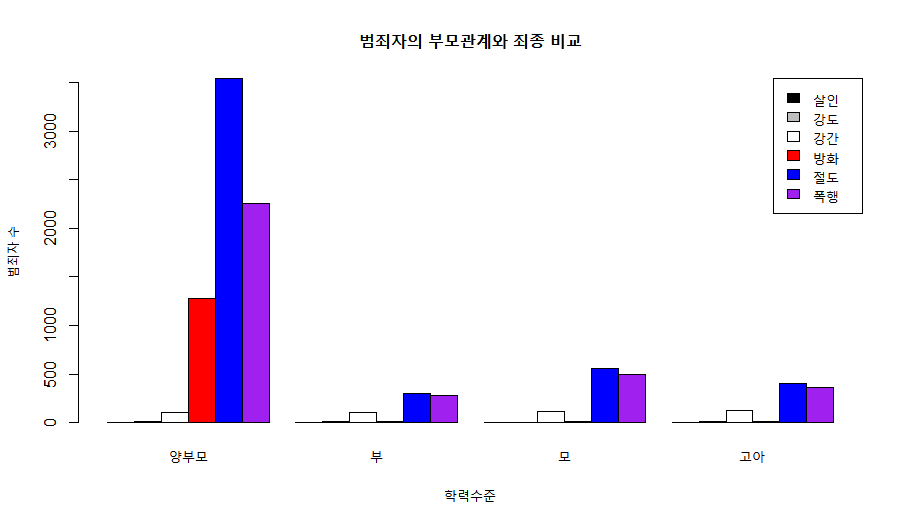 범죄자의 부모관계와 죄종 비교
살인
강도
강간
방화
절도
폭행
범죄자 수
3000
2000
1000
500
0
양부모 부 모 고아
학력수준